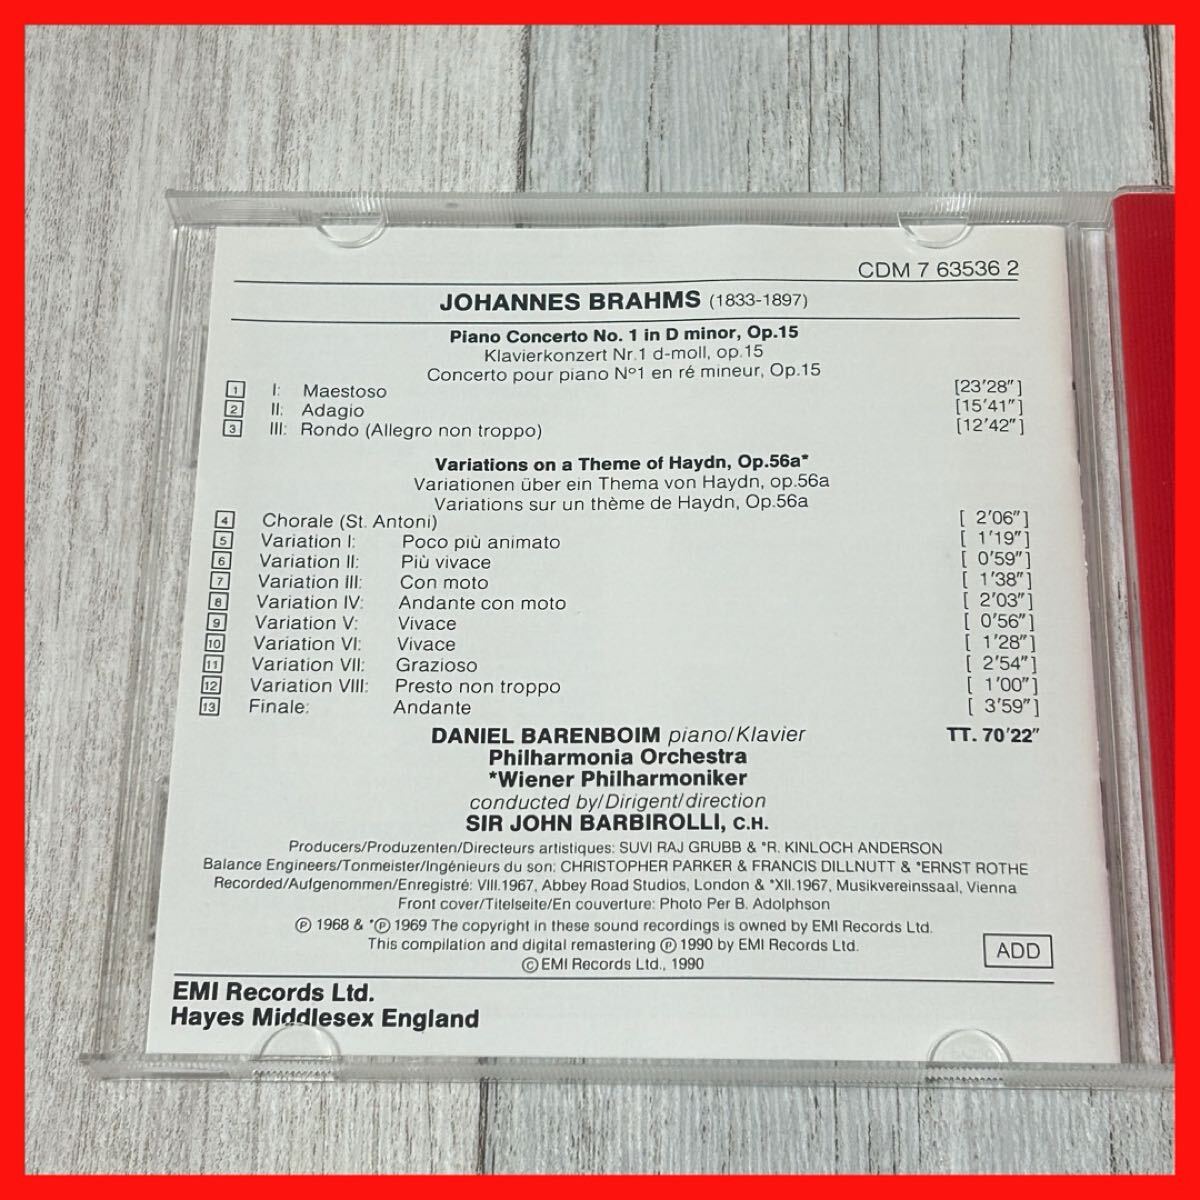 CDM 7 63536 2
JOHANNES BRAHMS (1833-1897)
Piano Concerto No. 1 in D minor, Op.15
Klavierkonzert Nr.1 d-moll, op.15
Concerto pour piano N°1 en ré mineur, Op.15
1 I: Maestoso [23'28"]
2 II: Adagio [15'41"]
3 III: Rondo (Allegro non troppo) [12'42"]
Variations on a Theme of Haydn, Op.56a*
Variationen über ein Thema von Haydn, op.56a
Variations sur un thème de Haydn, Op.56a
4 Chorale (St. Antoni) [ 2'06"]
5 Variation I: Poco più animato [ 1'19"]
6 Variation II: Più vivace [ 0'59"]
7 Variation III: Con moto [ 1'38"]
8 Variation IV: Andante con moto [ 2'03"]
9 Variation V: Vivace [ 0'56"]
10 Variation VI: Vivace [ 1'28"]
11 Variation VII: Grazioso [ 2'54"]
12 Variation VIII: Presto non troppo [ 1'00"]
13 Finale: Andante [ 3'59"]
DANIEL BARENBOIM piano/Klavier TT. 70'22"
Philharmonia Orchestra
*Wiener Philharmoniker
conducted by/Dirigent/direction
SIR JOHN BARBIROLLI, C.H.
Producers/Produzenten/Directeurs artistiques: SUVI RAJ GRUBB & *R. KINLOCH ANDERSON
Balance Engineers/Tonmeister/Ingénieurs du son: CHRISTOPHER PARKER & FRANCIS DILLNUTT & *ERNST ROTHE
Recorded/Aufgenommen/Enregistré: VIII.1967, Abbey Road Studios, London & *XII.1967, Musikvereinssaal, Vienna
Front cover/Titelseite/En couverture: Photo Per B. Adolphson
℗ 1968 & *℗ 1969 The copyright in these sound recordings is owned by EMI Records Ltd.
This compilation and digital remastering ℗ 1990 by EMI Records Ltd.
© EMI Records Ltd., 1990
ADD
EMI Records Ltd.
Hayes Middlesex England